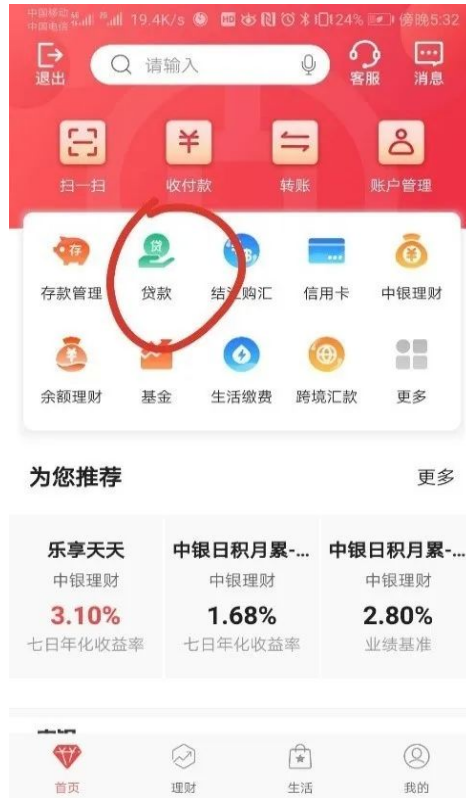 中国移动 19.4K/s HD 24% 傍晚5:32
中国电信
退出 请输入 客服 消息
扫一扫 收付款 转账 账户管理
存 贷
存款管理 贷款 结汇购汇 信用卡 中银理财
余额理财 基金 生活缴费 跨境汇款 更多
为您推荐 更多
乐享天天 中银日积月累-... 中银日积月累-...
中银理财 中银理财 中银理财
3.10% 1.68% 2.80%
七日年化收益率 七日年化收益率 业绩基准
首页 理财 生活 我的